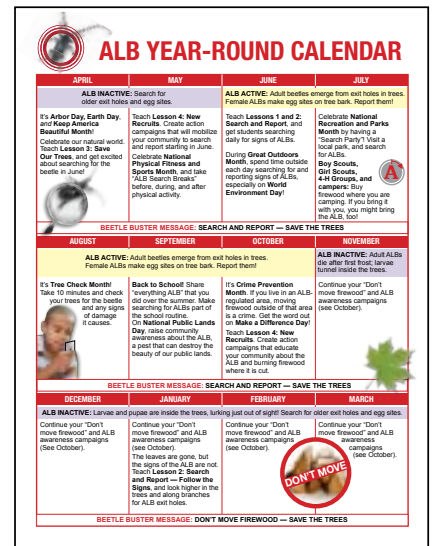 ALB YEAR-ROUND CALENDAR
APRIL
MAY
JUNE
JULY
ALB INACTIVE: Search for
older exit holes and egg sites.
ALB ACTIVE: Adult beetles emerge from exit holes in trees.
Female ALBs make egg sites on tree bark. Report them!
It's Arbor Day, Earth Day,
and Keep America
Beautiful Month!
Celebrate our natural world.
Teach Lesson 3: Save
Our Trees, and get excited
about searching for the
beetle in June!
Teach Lesson 4: New
Recruits. Create action
campaigns that will mobilize
your community to search
and report starting in June.
Celebrate National
Physical Fitness and
Sports Month, and take
"ALB Search Breaks"
before, during, and after
physical activity.
Teach Lessons 1 and 2:
Search and Report, and
get students searching
daily for signs of ALBs.
During Great Outdoors
Month, spend time outside
each day searching for and
reporting signs of ALBs,
especially on World
Environment Day!
Celebrate National
Recreation and Parks
Month by having a
"Search Party"! Visit a
local park, and search
for ALBs.
Boy Scouts,
Girl Scouts,
4-H Groups, and
campers: Buy
firewood where you are
camping. If you bring it
with you, you might bring
the ALB, too!
A
BEETLE BUSTER MESSAGE: SEARCH AND REPORT — SAVE THE TREES
AUGUST
SEPTEMBER
OCTOBER
NOVEMBER
ALB ACTIVE: Adult beetles emerge from exit holes in trees.
Female ALBs make egg sites on tree bark. Report them!
ALB INACTIVE: Adult ALBs
die after first frost; larvae
tunnel inside the trees.
It's Tree Check Month!
Take 10 minutes and check
your trees for the beetle
and any signs
of damage
it causes.
Back to School! Share
"everything ALB" that you
did over the summer. Make
searching for ALBs part of
the school routine.
On National Public Lands
Day, raise community
awareness about the ALB,
a pest that can destroy the
beauty of our public lands.
It's Crime Prevention
Month. If you live in an ALB-
regulated area, moving
firewood outside of that area
is a crime. Get the word out
on Make a Difference Day!
Teach Lesson 4: New
Recruits. Create action
campaigns that educate
your community about the
ALB and burning firewood
where it is cut.
Continue your "Don't
move firewood" and ALB
awareness campaigns
(see October).
BEETLE BUSTER MESSAGE: SEARCH AND REPORT — SAVE THE TREES
DECEMBER
JANUARY
FEBRUARY
MARCH
ALB INACTIVE: Larvae and pupae are inside the trees, lurking just out of sight! Search for older exit holes and egg sites.
Continue your "Don't
move firewood" and ALB
awareness campaigns
(See October).
Continue your "Don't
move firewood" and ALB
awareness campaigns
(See October).
The leaves are gone, but
the signs of the ALB are not.
Teach Lesson 2: Search
and Report — Follow the
Signs, and look higher in the
trees and along branches
for ALB exit holes.
Continue your "Don't
move firewood" and ALB
awareness campaigns
(See October).
Continue your "Don't
move firewood" and ALB
awareness
campaigns
(see October).
DON'T MOVE
BEETLE BUSTER MESSAGE: DON'T MOVE FIREWOOD — SAVE THE TREES